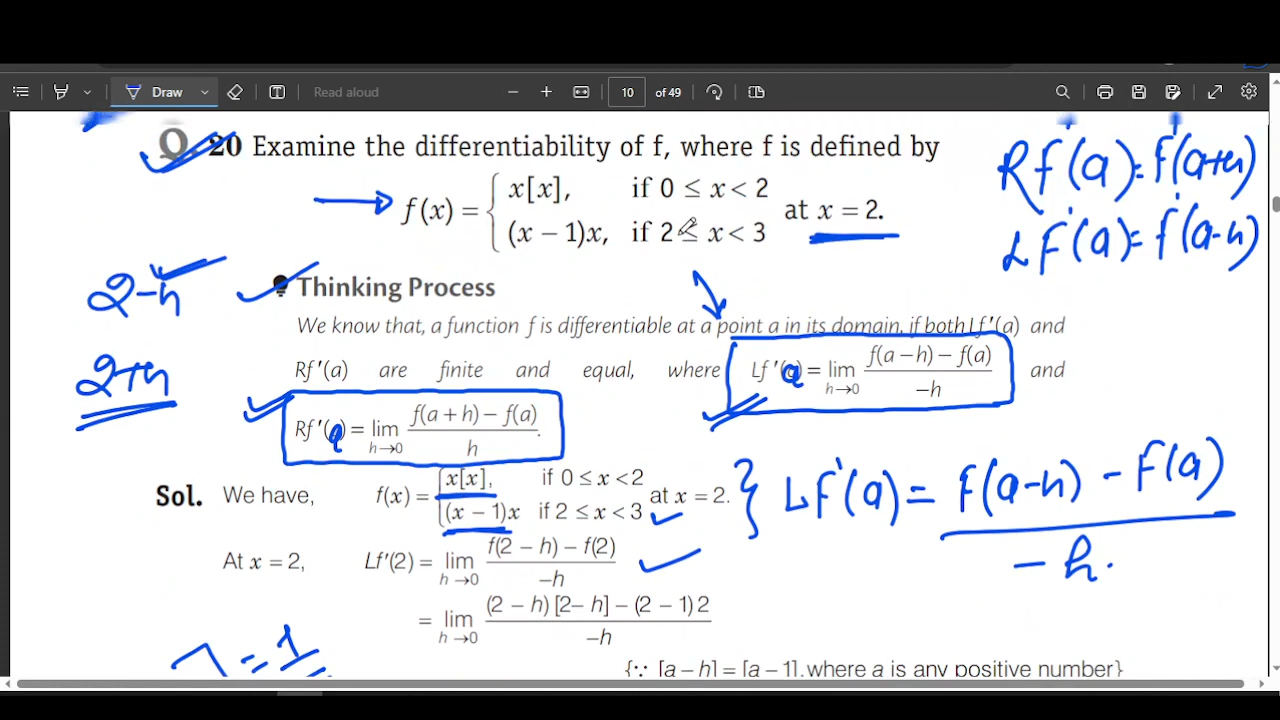 Draw
Read aloud
10 of 49
Q. 20 Examine the differentiability of f, where f is defined by
f(x) = { x[x], if 0 ≤ x < 2
(x − 1)x, if 2 ≤ x < 3 at x = 2.
Rf'(a) = f'(a+h)
Lf'(a) = f'(a-h)
2-h
2+h
Thinking Process
We know that, a function f is differentiable at a point a in its domain, if both Lf'(a) and
Rf'(a) are finite and equal, where Lf'(a) = lim h→0 f(a − h) − f(a) / −h and
Rf'(a) = lim h→0 f(a + h) − f(a) / h .
Sol. We have, f(x) = { x[x], if 0 ≤ x < 2
(x − 1)x if 2 ≤ x < 3 at x = 2.
} Lf'(a) = f(a-h) - f(a) / -h.
At x = 2, Lf'(2) = lim h→0 f(2 − h) − f(2) / −h
= lim h→0 (2 − h) [2 − h] − (2 − 1) 2 / −h
= 1
{∵ [a − h] = [a − 1], where a is any positive number}